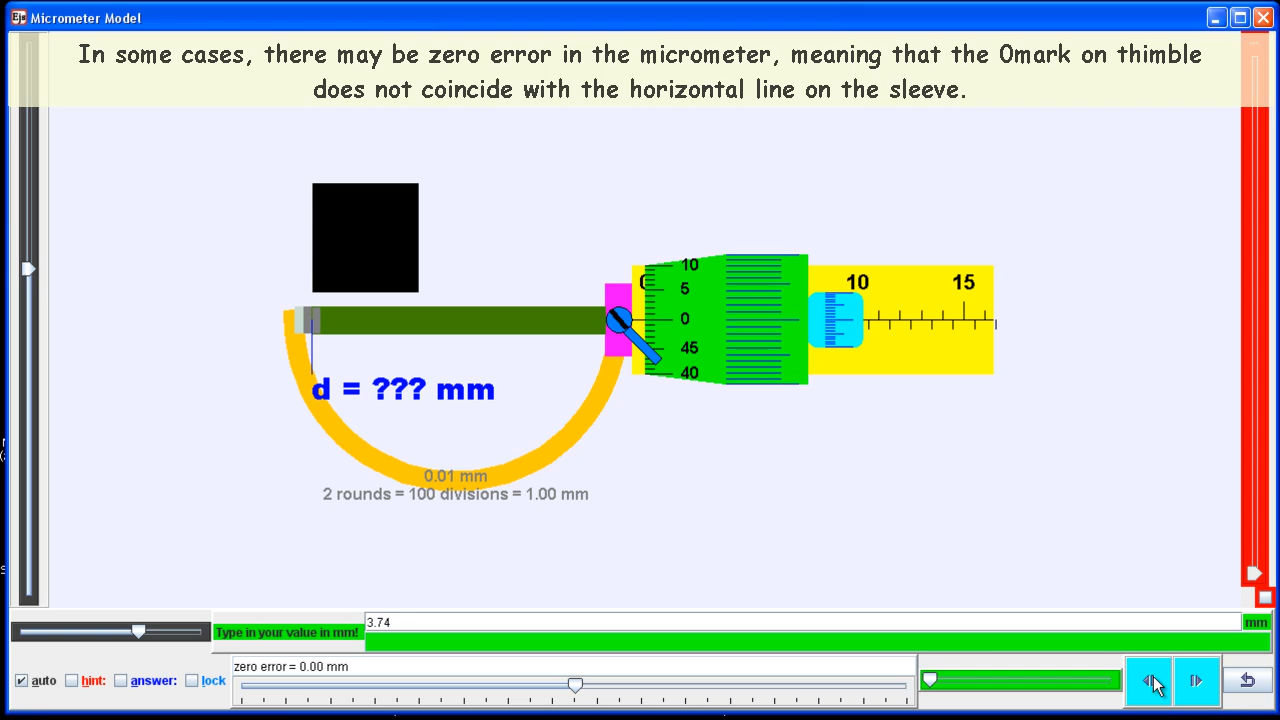 Ejs Micrometer Model
In some cases, there may be zero error in the micrometer, meaning that the 0mark on thimble
does not coincide with the horizontal line on the sleeve.
10
5
0
45
40
10
15
d = ??? mm
0.01 mm
2 rounds = 100 divisions = 1.00 mm
Type in your value in mm!
3.74
mm
zero error = 0.00 mm
auto
hint:
answer:
lock